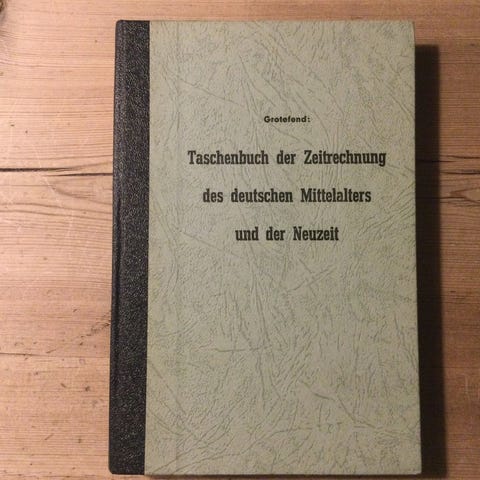 Grotefend:
Taschenbuch der Zeitrechnung
des deutschen Mittelalters
und der Neuzeit